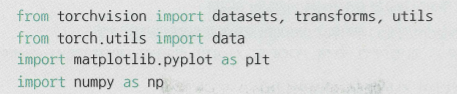 from torchvision import datasets, transforms, utils
from torch.utils import data
import matplotlib.pyplot as plt
import numpy as np